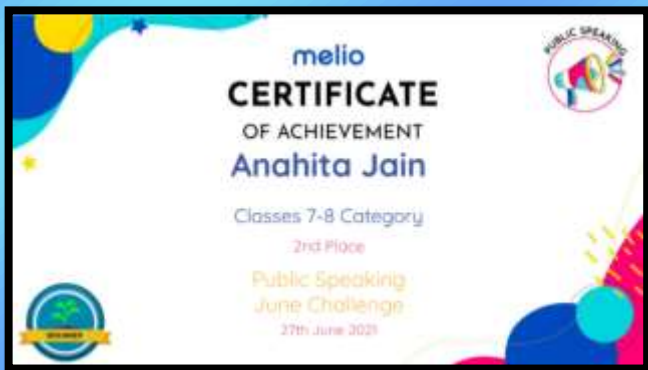 melio
PUBLIC SPEAKING
CERTIFICATE
OF ACHIEVEMENT
Anahita Jain
Classes 7-8 Category
2nd Place
Public Speaking
June Challenge
27th June 2021